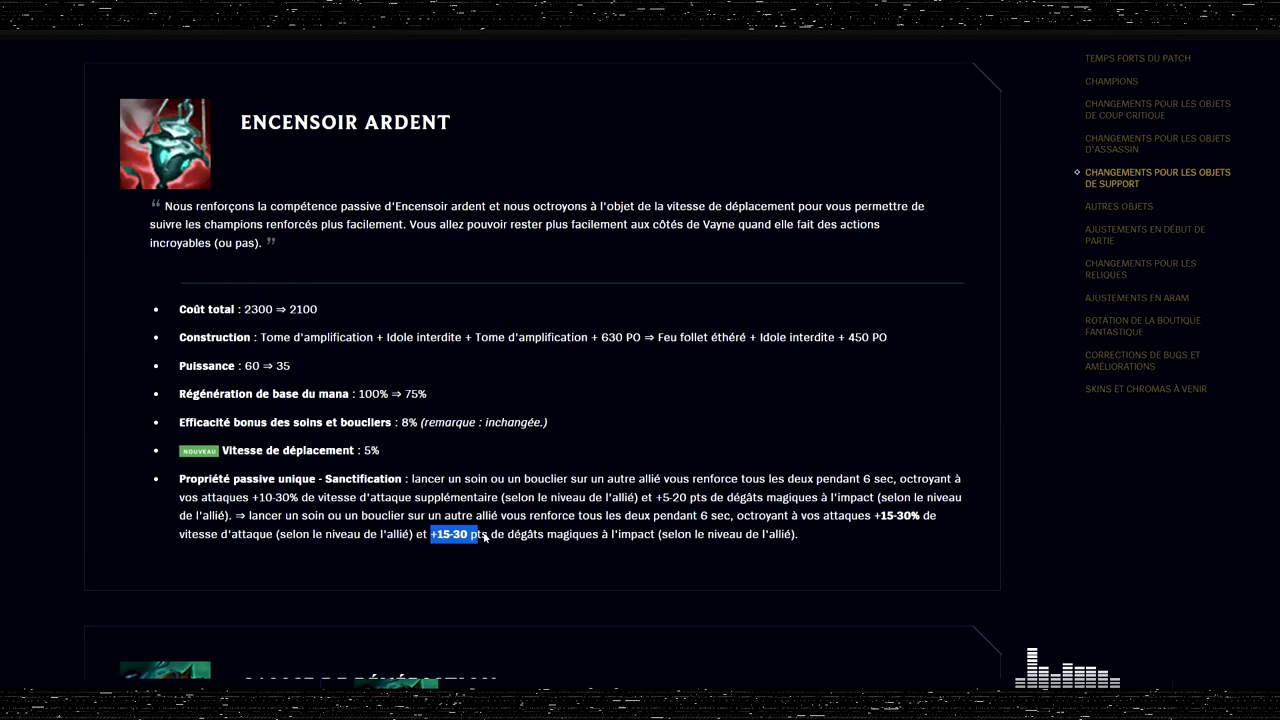 ENCENSOIR ARDENT
“ Nous renforçons la compétence passive d'Encensoir ardent et nous octroyons à l'objet de la vitesse de déplacement pour vous permettre de
suivre les champions renforcés plus facilement. Vous allez pouvoir rester plus facilement aux côtés de Vayne quand elle fait des actions
incroyables (ou pas). ”
• Coût total : 2300 ⇒ 2100
• Construction : Tome d'amplification + Idole interdite + Tome d'amplification + 630 PO ⇒ Feu follet éthéré + Idole interdite + 450 PO
• Puissance : 60 ⇒ 35
• Régénération de base du mana : 100% ⇒ 75%
• Efficacité bonus des soins et boucliers : 8% (remarque : inchangée.)
• NOUVEAU Vitesse de déplacement : 5%
• Propriété passive unique - Sanctification : lancer un soin ou un bouclier sur un autre allié vous renforce tous les deux pendant 6 sec, octroyant à
vos attaques +10-30% de vitesse d'attaque supplémentaire (selon le niveau de l'allié) et +5-20 pts de dégâts magiques à l'impact (selon le niveau
de l'allié). ⇒ lancer un soin ou un bouclier sur un autre allié vous renforce tous les deux pendant 6 sec, octroyant à vos attaques +15-30% de
vitesse d'attaque (selon le niveau de l'allié) et +15-30 pts de dégâts magiques à l'impact (selon le niveau de l'allié).
TEMPS FORTS DU PATCH
CHAMPIONS
CHANGEMENTS POUR LES OBJETS
DE COUP CRITIQUE
CHANGEMENTS POUR LES OBJETS
D'ASSASSIN
CHANGEMENTS POUR LES OBJETS
DE SUPPORT
AUTRES OBJETS
AJUSTEMENTS EN DÉBUT DE
PARTIE
CHANGEMENTS POUR LES
RELIQUES
AJUSTEMENTS EN ARAM
ROTATION DE LA BOUTIQUE
FANTASTIQUE
CORRECTIONS DE BUGS ET
AMÉLIORATIONS
SKINS ET CHROMAS À VENIR